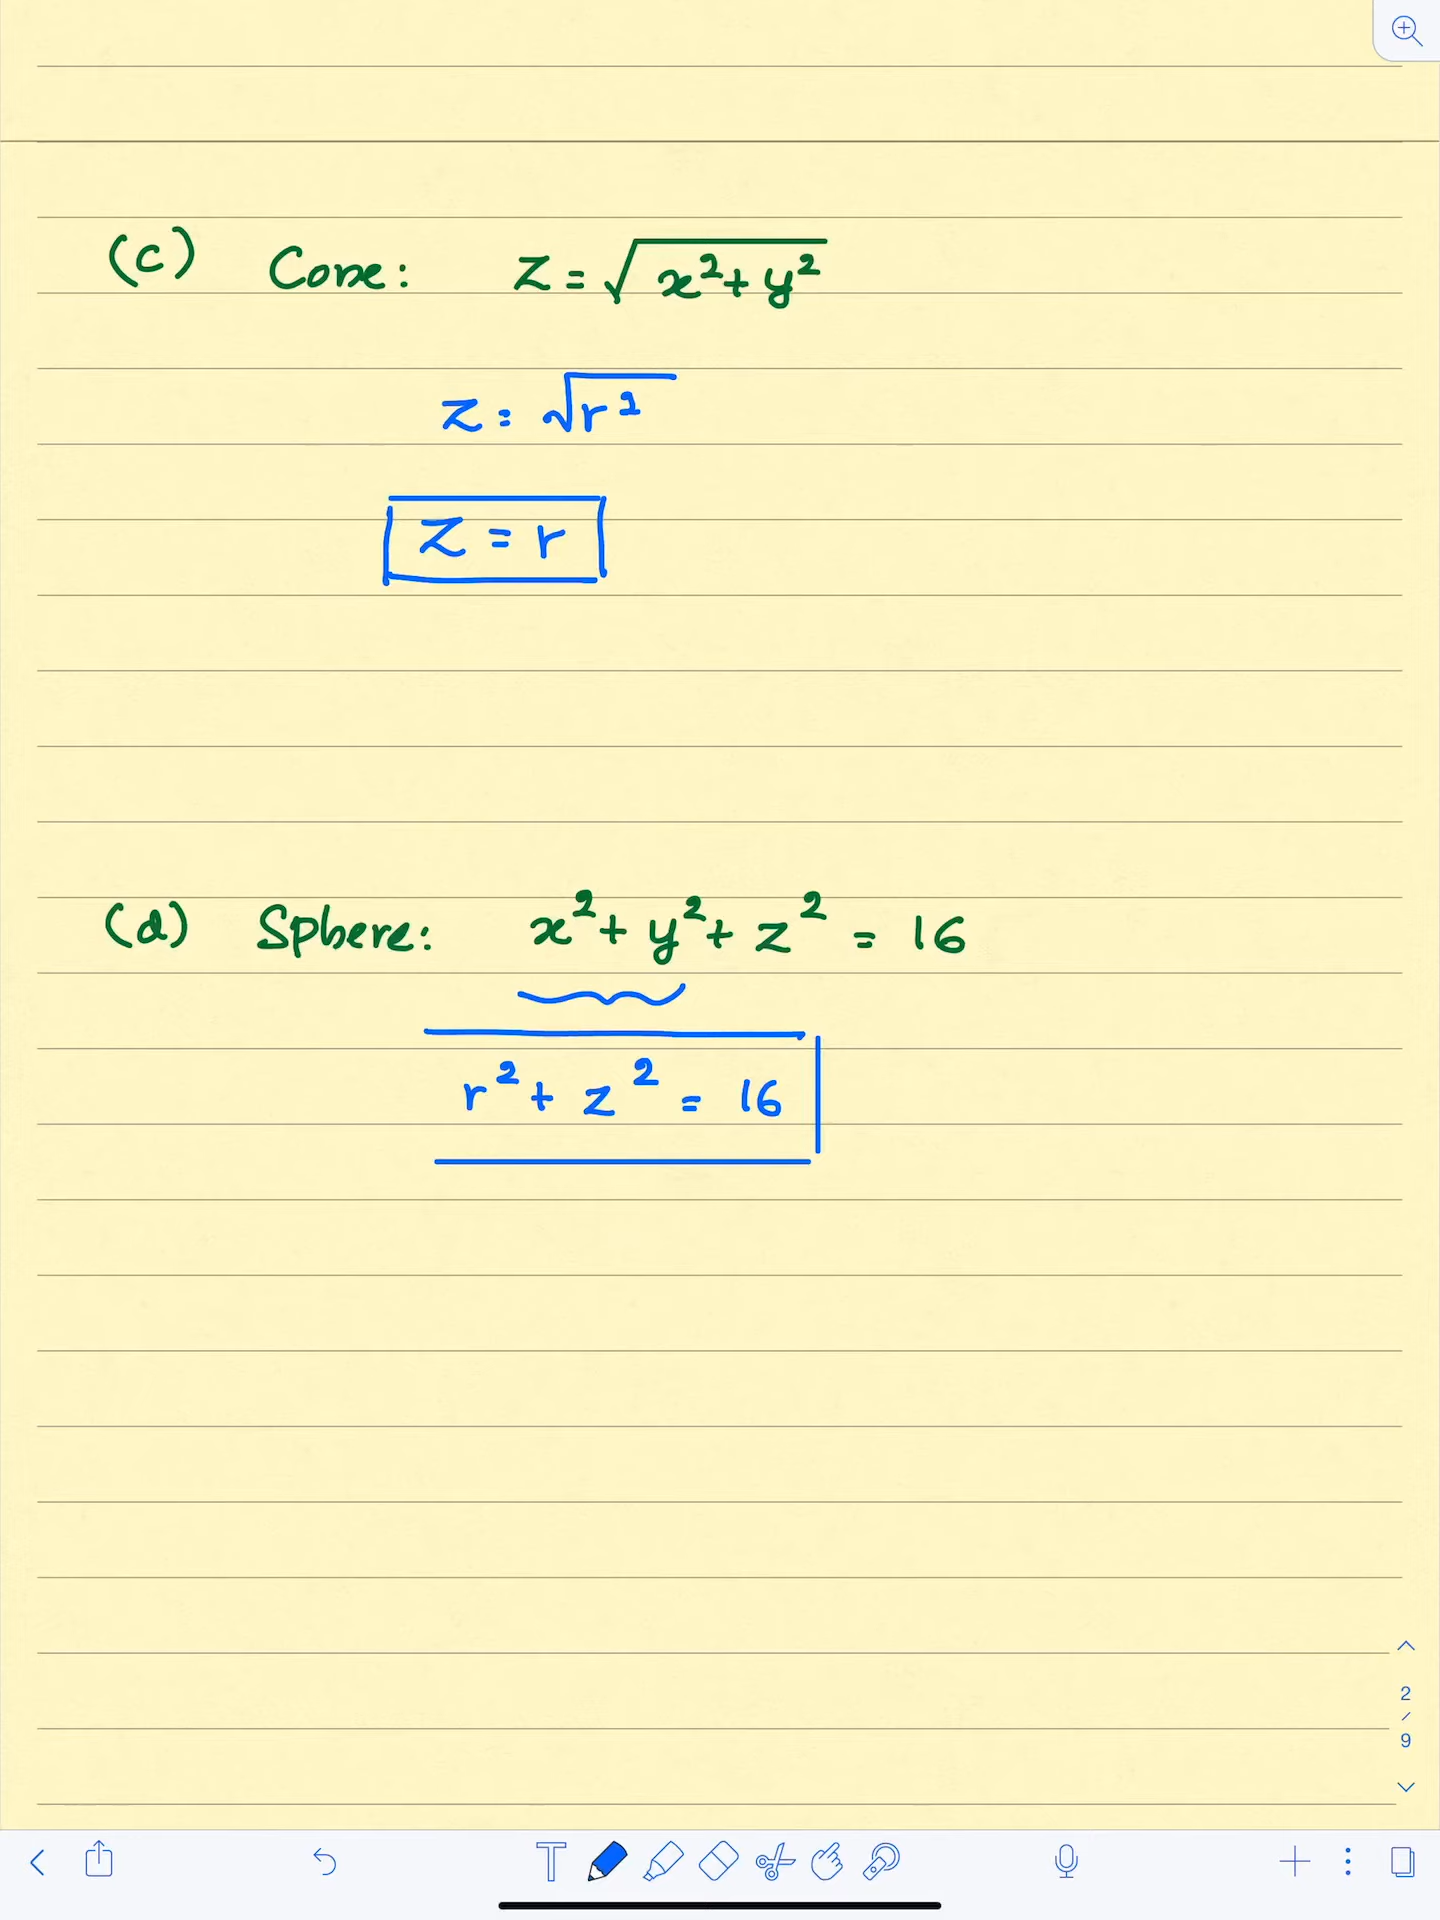 (c) Cone: z = √(x² + y²)
z = √(r²)
z = r
(d) Sphere: x² + y² + z² = 16
r² + z² = 16
2
/
9
T